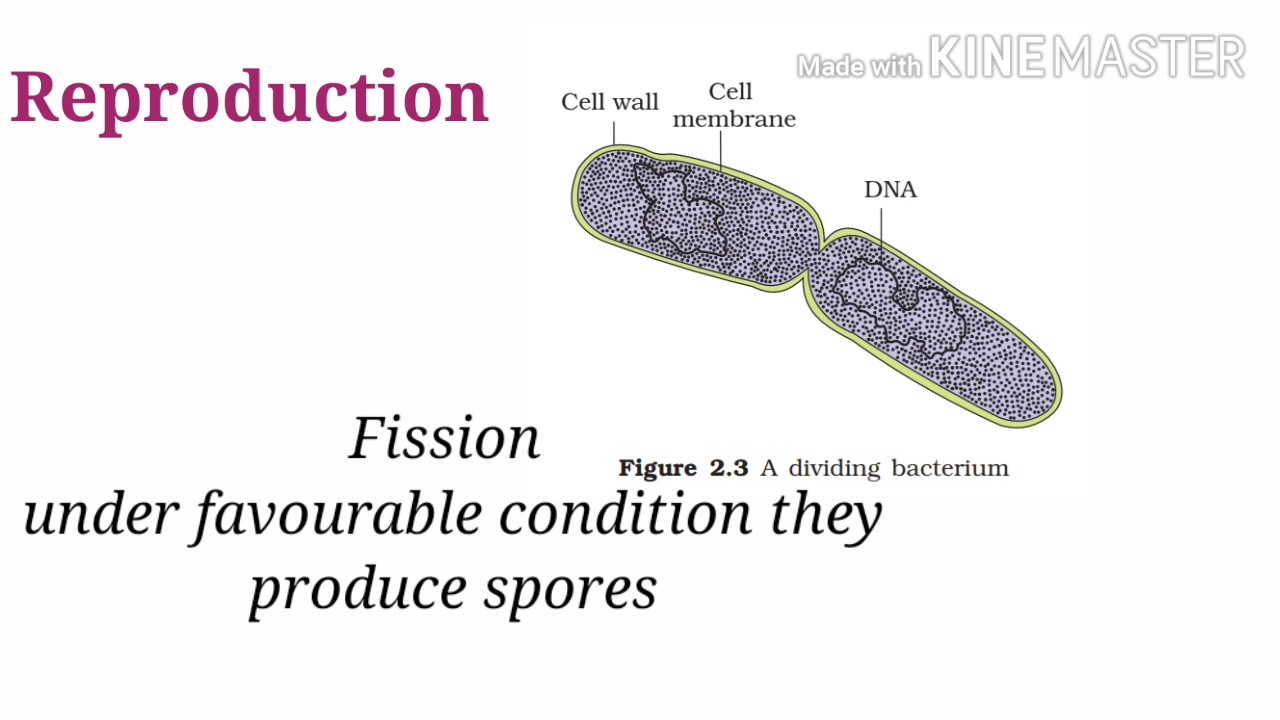 Reproduction
Made with KINEMASTER
Cell wall
Cell
membrane
DNA
Fission
Figure 2.3 A dividing bacterium
under favourable condition they
produce spores